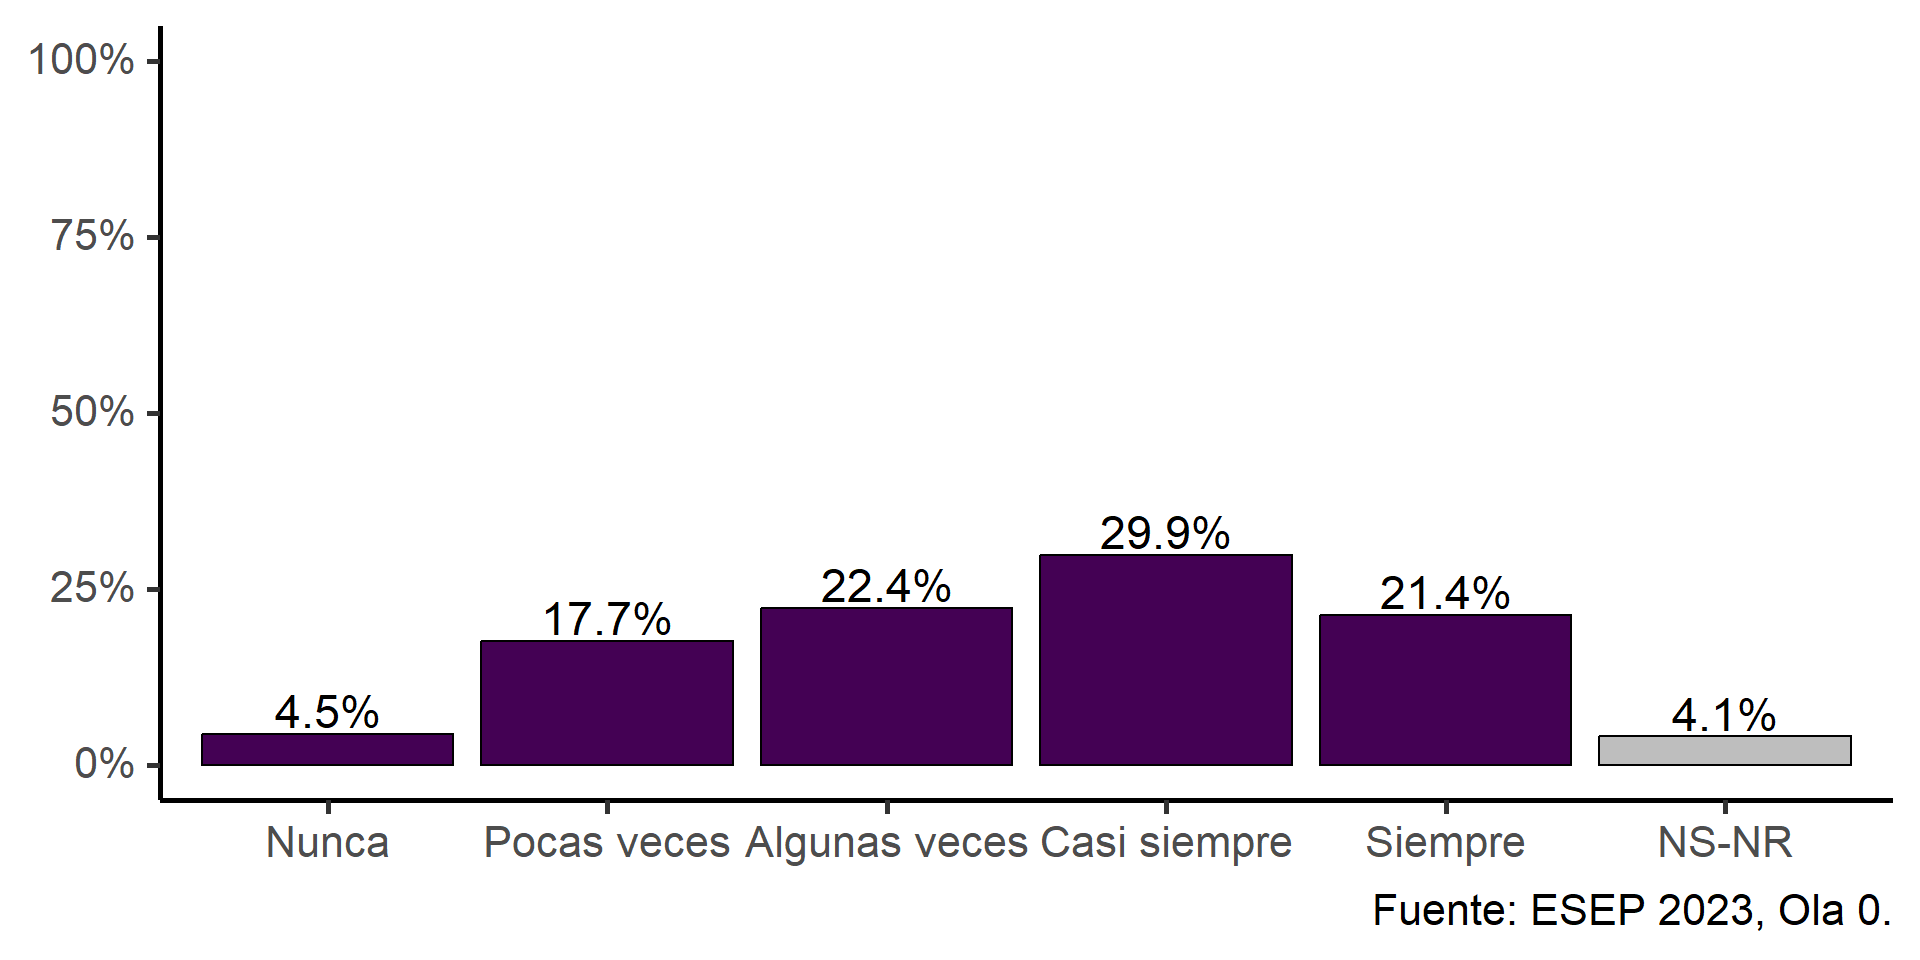 100%
75%
50%
25%
0%
4.5%
17.7%
22.4%
29.9%
21.4%
4.1%
Nunca
Pocas veces
Algunas veces
Casi siempre
Siempre
NS-NR
Fuente: ESEP 2023, Ola 0.